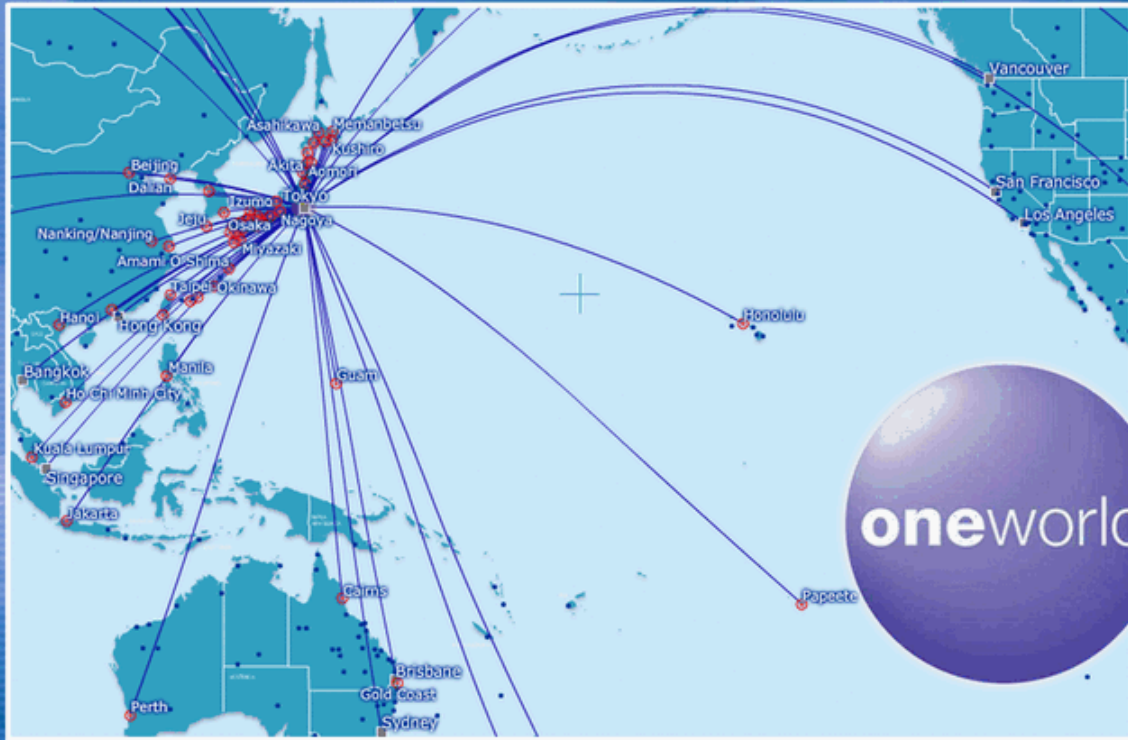 Vancouver
Asahikawa
Memanbetsu
Kushiro
Akita
Aomori
Beijing
Dalian
San Francisco
Tokyo
Izumo
Los Angeles
Jeju
Osaka
Nagoya
Nanking/Nanjing
Miyazaki
Amami O Shima
Taipei
Okinawa
Honolulu
Hanoi
Hong Kong
Manila
Bangkok
Guam
Ho Chi Minh City
Kuala Lumpur
Singapore
Jakarta
oneworld
Cairns
Papeete
Brisbane
Gold Coast
Perth
Sydney